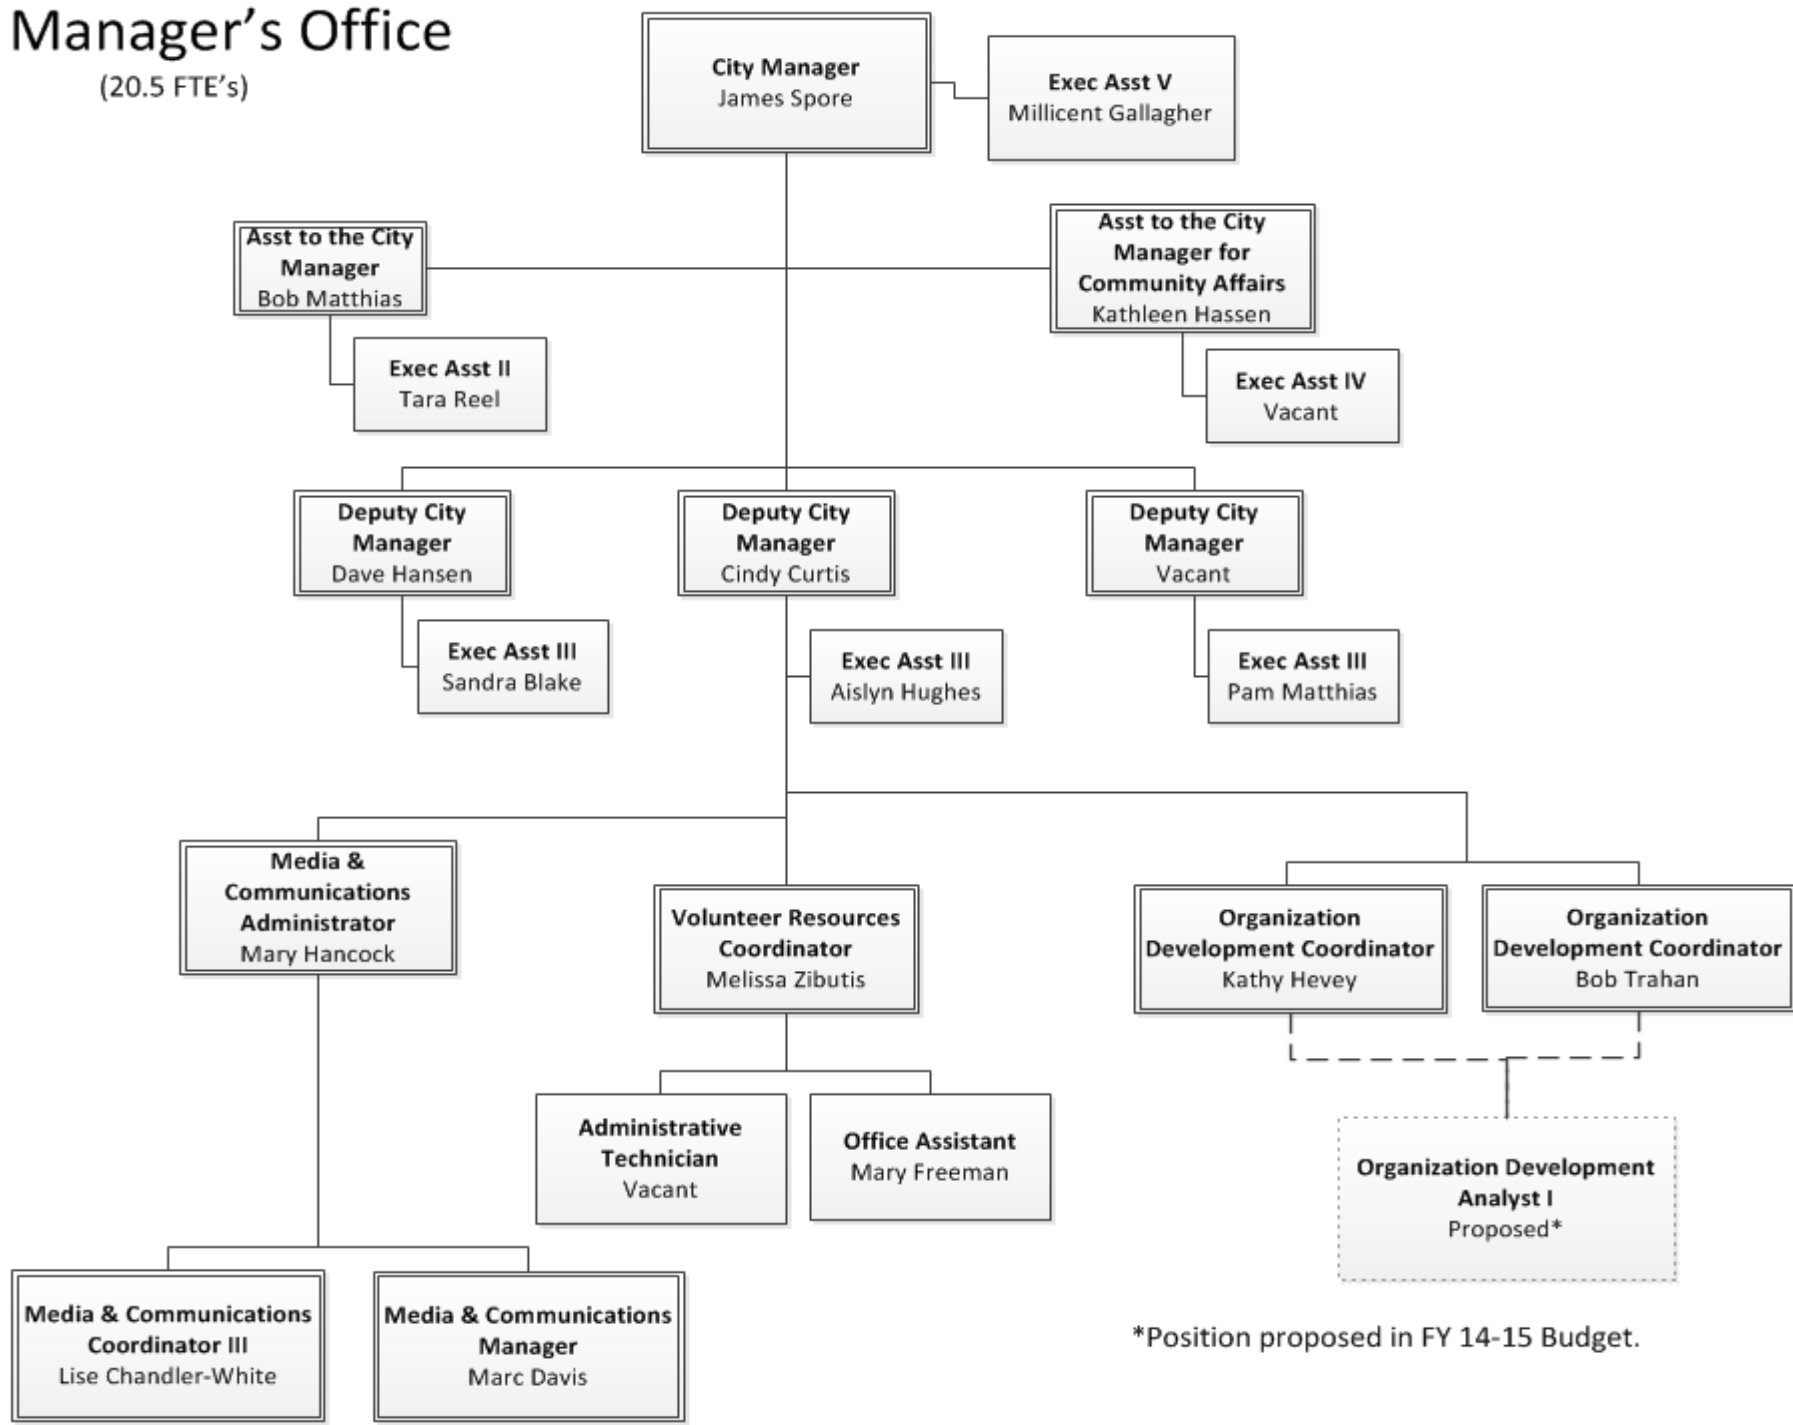 Manager's Office
(20.5 FTE's)
City Manager
James Spore
Exec Asst V
Millicent Gallagher
Asst to the City
Manager
Bob Matthias
Asst to the City
Manager for
Community Affairs
Kathleen Hassen
Exec Asst II
Tara Reel
Exec Asst IV
Vacant
Deputy City
Manager
Dave Hansen
Deputy City
Manager
Cindy Curtis
Deputy City
Manager
Vacant
Exec Asst III
Sandra Blake
Exec Asst III
Aislyn Hughes
Exec Asst III
Pam Matthias
Media &
Communications
Administrator
Mary Hancock
Volunteer Resources
Coordinator
Melissa Zibutis
Organization
Development Coordinator
Kathy Hevey
Organization
Development Coordinator
Bob Trahan
Administrative
Technician
Vacant
Office Assistant
Mary Freeman
Organization Development
Analyst I
Proposed*
Media & Communications
Coordinator III
Lise Chandler-White
Media & Communications
Manager
Marc Davis
*Position proposed in FY 14-15 Budget.